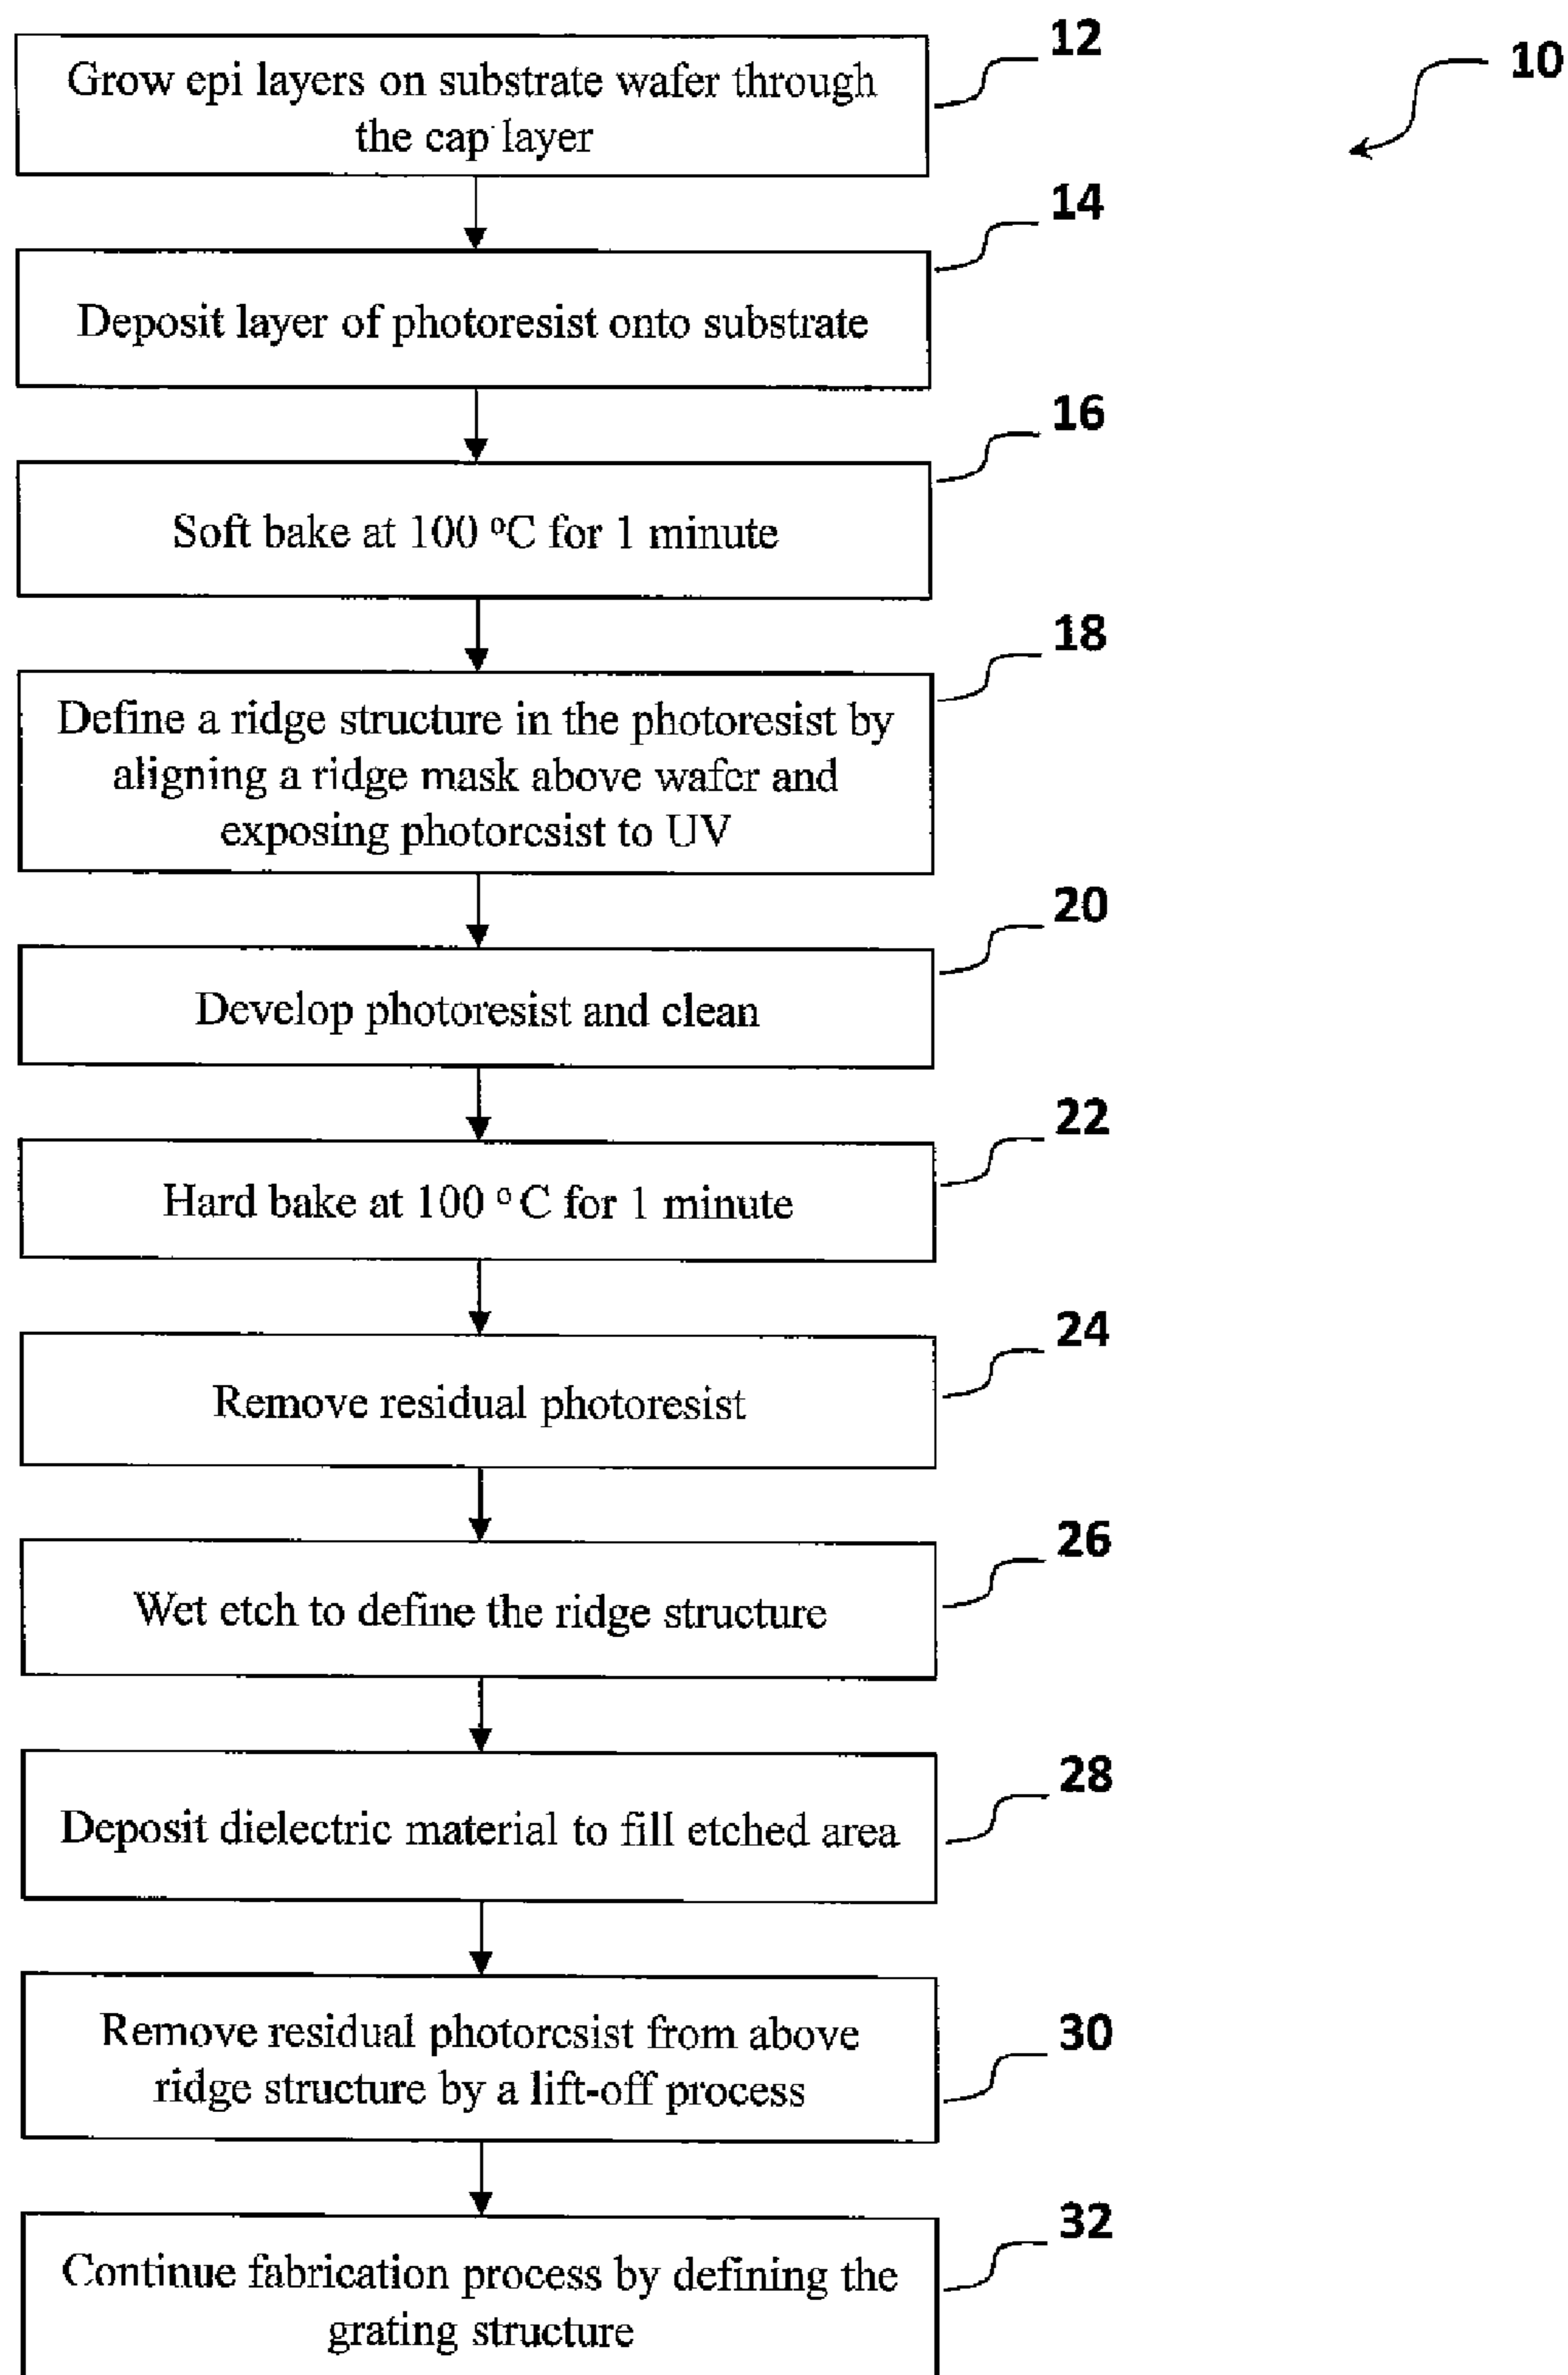 12
10
Grow epi layers on substrate wafer through
the cap layer
14
Deposit layer of photoresist onto substrate
16
Soft bake at 100 °C for 1 minute
18
Define a ridge structure in the photoresist by
aligning a ridge mask above wafer and
exposing photoresist to UV
20
Develop photoresist and clean
22
Hard bake at 100 °C for 1 minute
24
Remove residual photoresist
26
Wet etch to define the ridge structure
28
Deposit dielectric material to fill etched area
30
Remove residual photoresist from above
ridge structure by a lift-off process
32
Continue fabrication process by defining the
grating structure